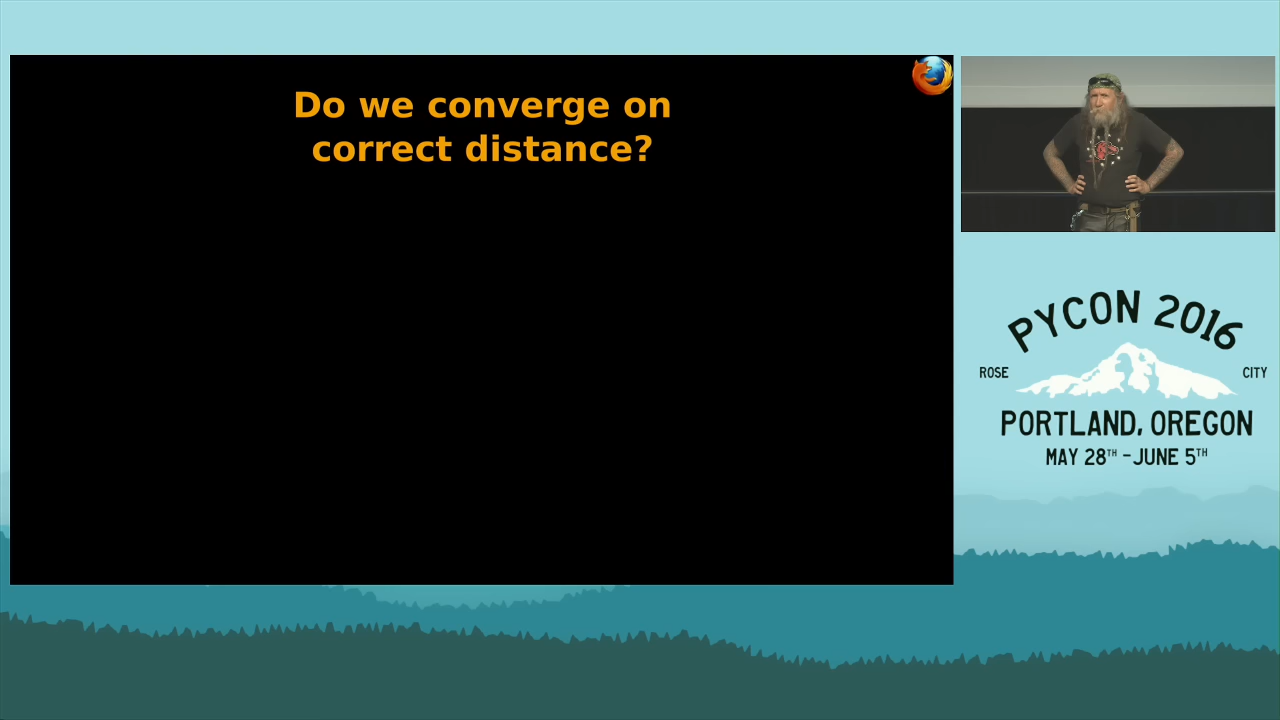 Do we converge on
correct distance?
PYCON 2016
ROSE CITY
PORTLAND, OREGON
MAY 28TH - JUNE 5TH